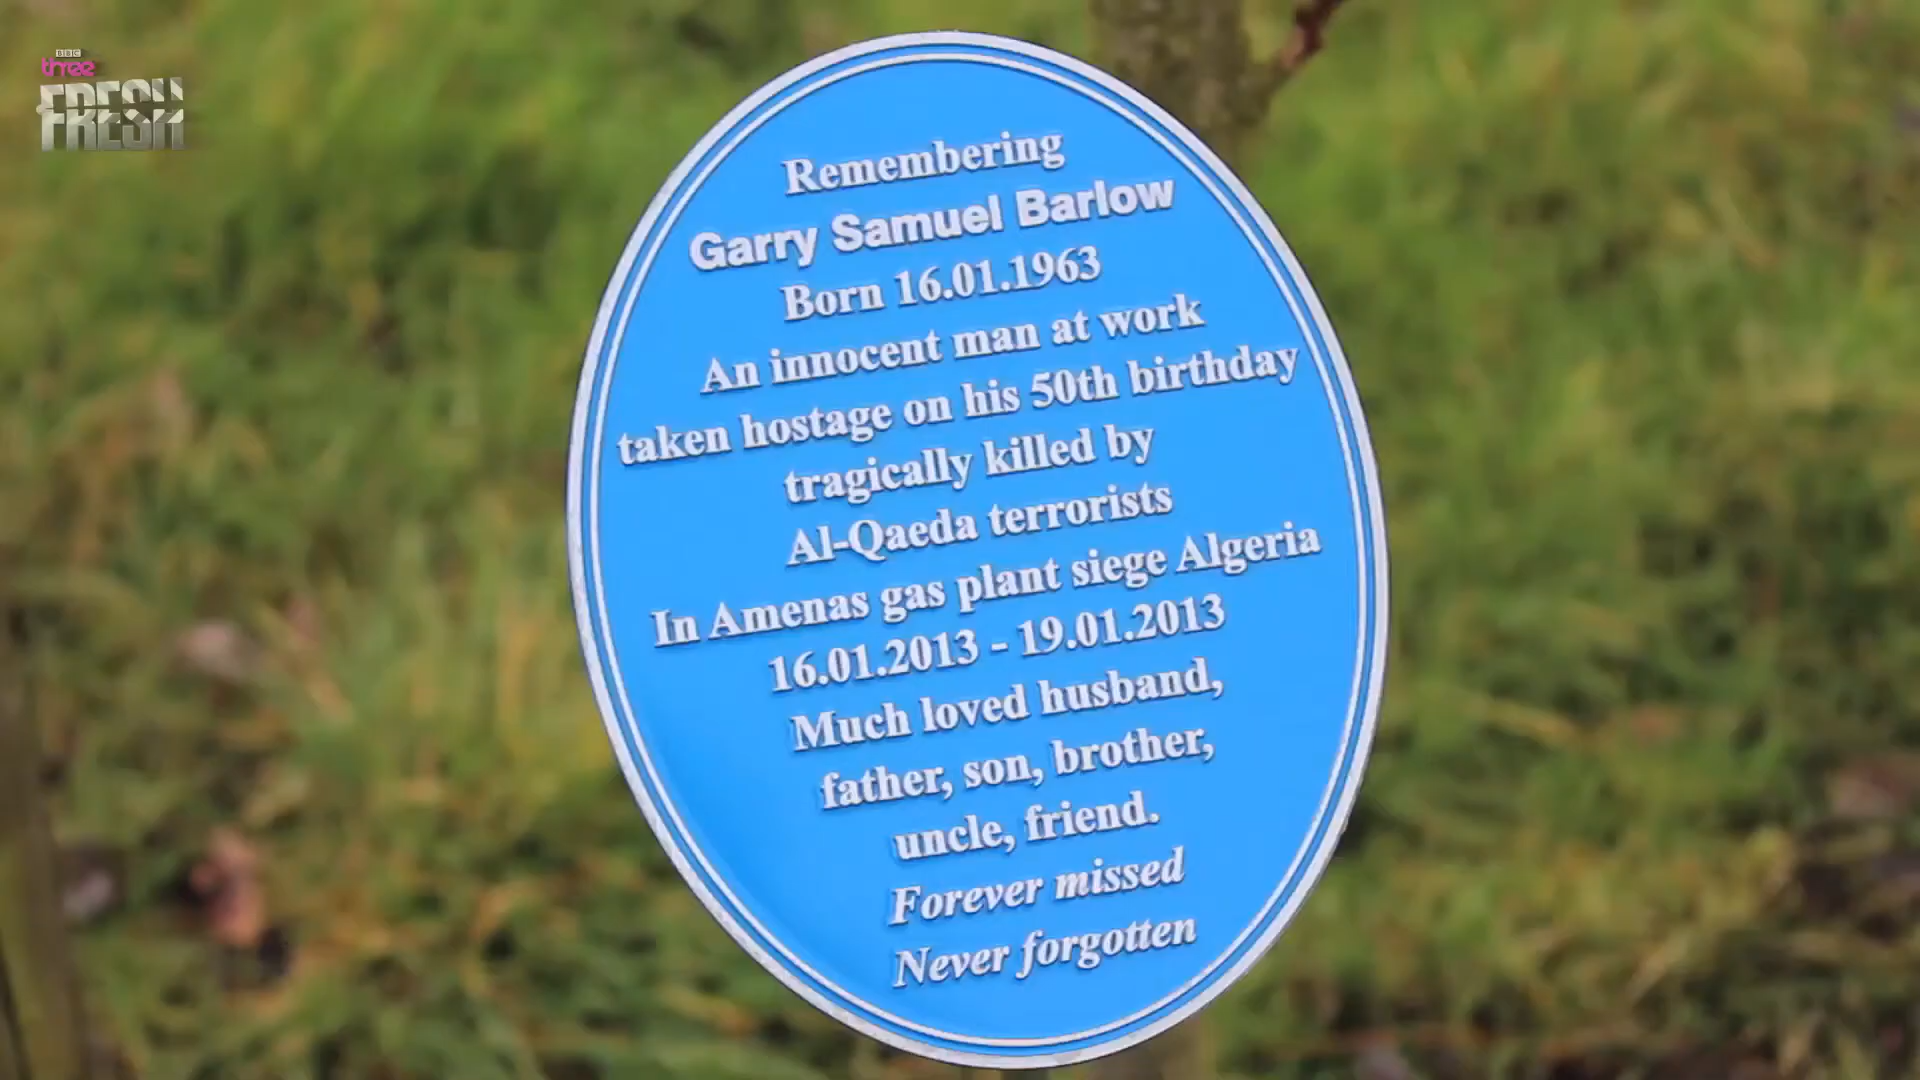 BBC
three
FRESH
Remembering
Garry Samuel Barlow
Born 16.01.1963
An innocent man at work
taken hostage on his 50th birthday
tragically killed by
Al-Qaeda terrorists
In Amenas gas plant siege Algeria
16.01.2013 - 19.01.2013
Much loved husband,
father, son, brother,
uncle, friend.
Forever missed
Never forgotten